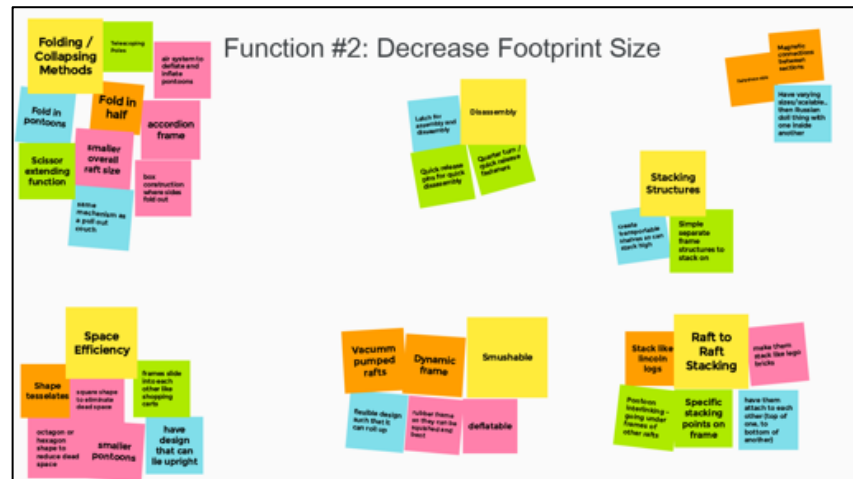 Function #2: Decrease Footprint Size
Folding /
Collapsing
Methods
Telescoping
Poles
air system to
deflate and
inflate
pontoons
Fold in
pontoons
Fold in
half
accordion
frame
Scissor
extending
function
smaller
overall
raft size
box
construction
where sides
fold out
same
mechanism as
a pull out
couch
Latch for
assembly and
disassembly
Disassembly
Quick release
pins for quick
disassembly
Quarter turn /
quick release
fasteners
Magnetic
connections
between
sections
Have varying
sizes/scalable...
then Russian
doll thing with
one inside
another
Stacking
Structures
create
transportable
shelves so can
stack high
Simple
separate
frame
structures to
stack on
Space
Efficiency
Shape
tesselates
square shape
to eliminate
dead space
frames slide
into each
other like
shopping
carts
octagon or
hexagon
shape to
reduce dead
space
smaller
pontoons
have
design
that can
lie upright
Vacumm
pumped
rafts
Dynamic
frame
Smushable
flexible design
such that it
can roll up
rubber frame
so they can be
squished and
bent
deflatable
Stack like
lincoln
logs
Raft to
Raft
Stacking
make them
stack like lego
bricks
Pontoon
interlinking -
going under
frames of
other rafts
Specific
stacking
points on
frame
have them
attach to each
other (top of
one, to
bottom of
another)